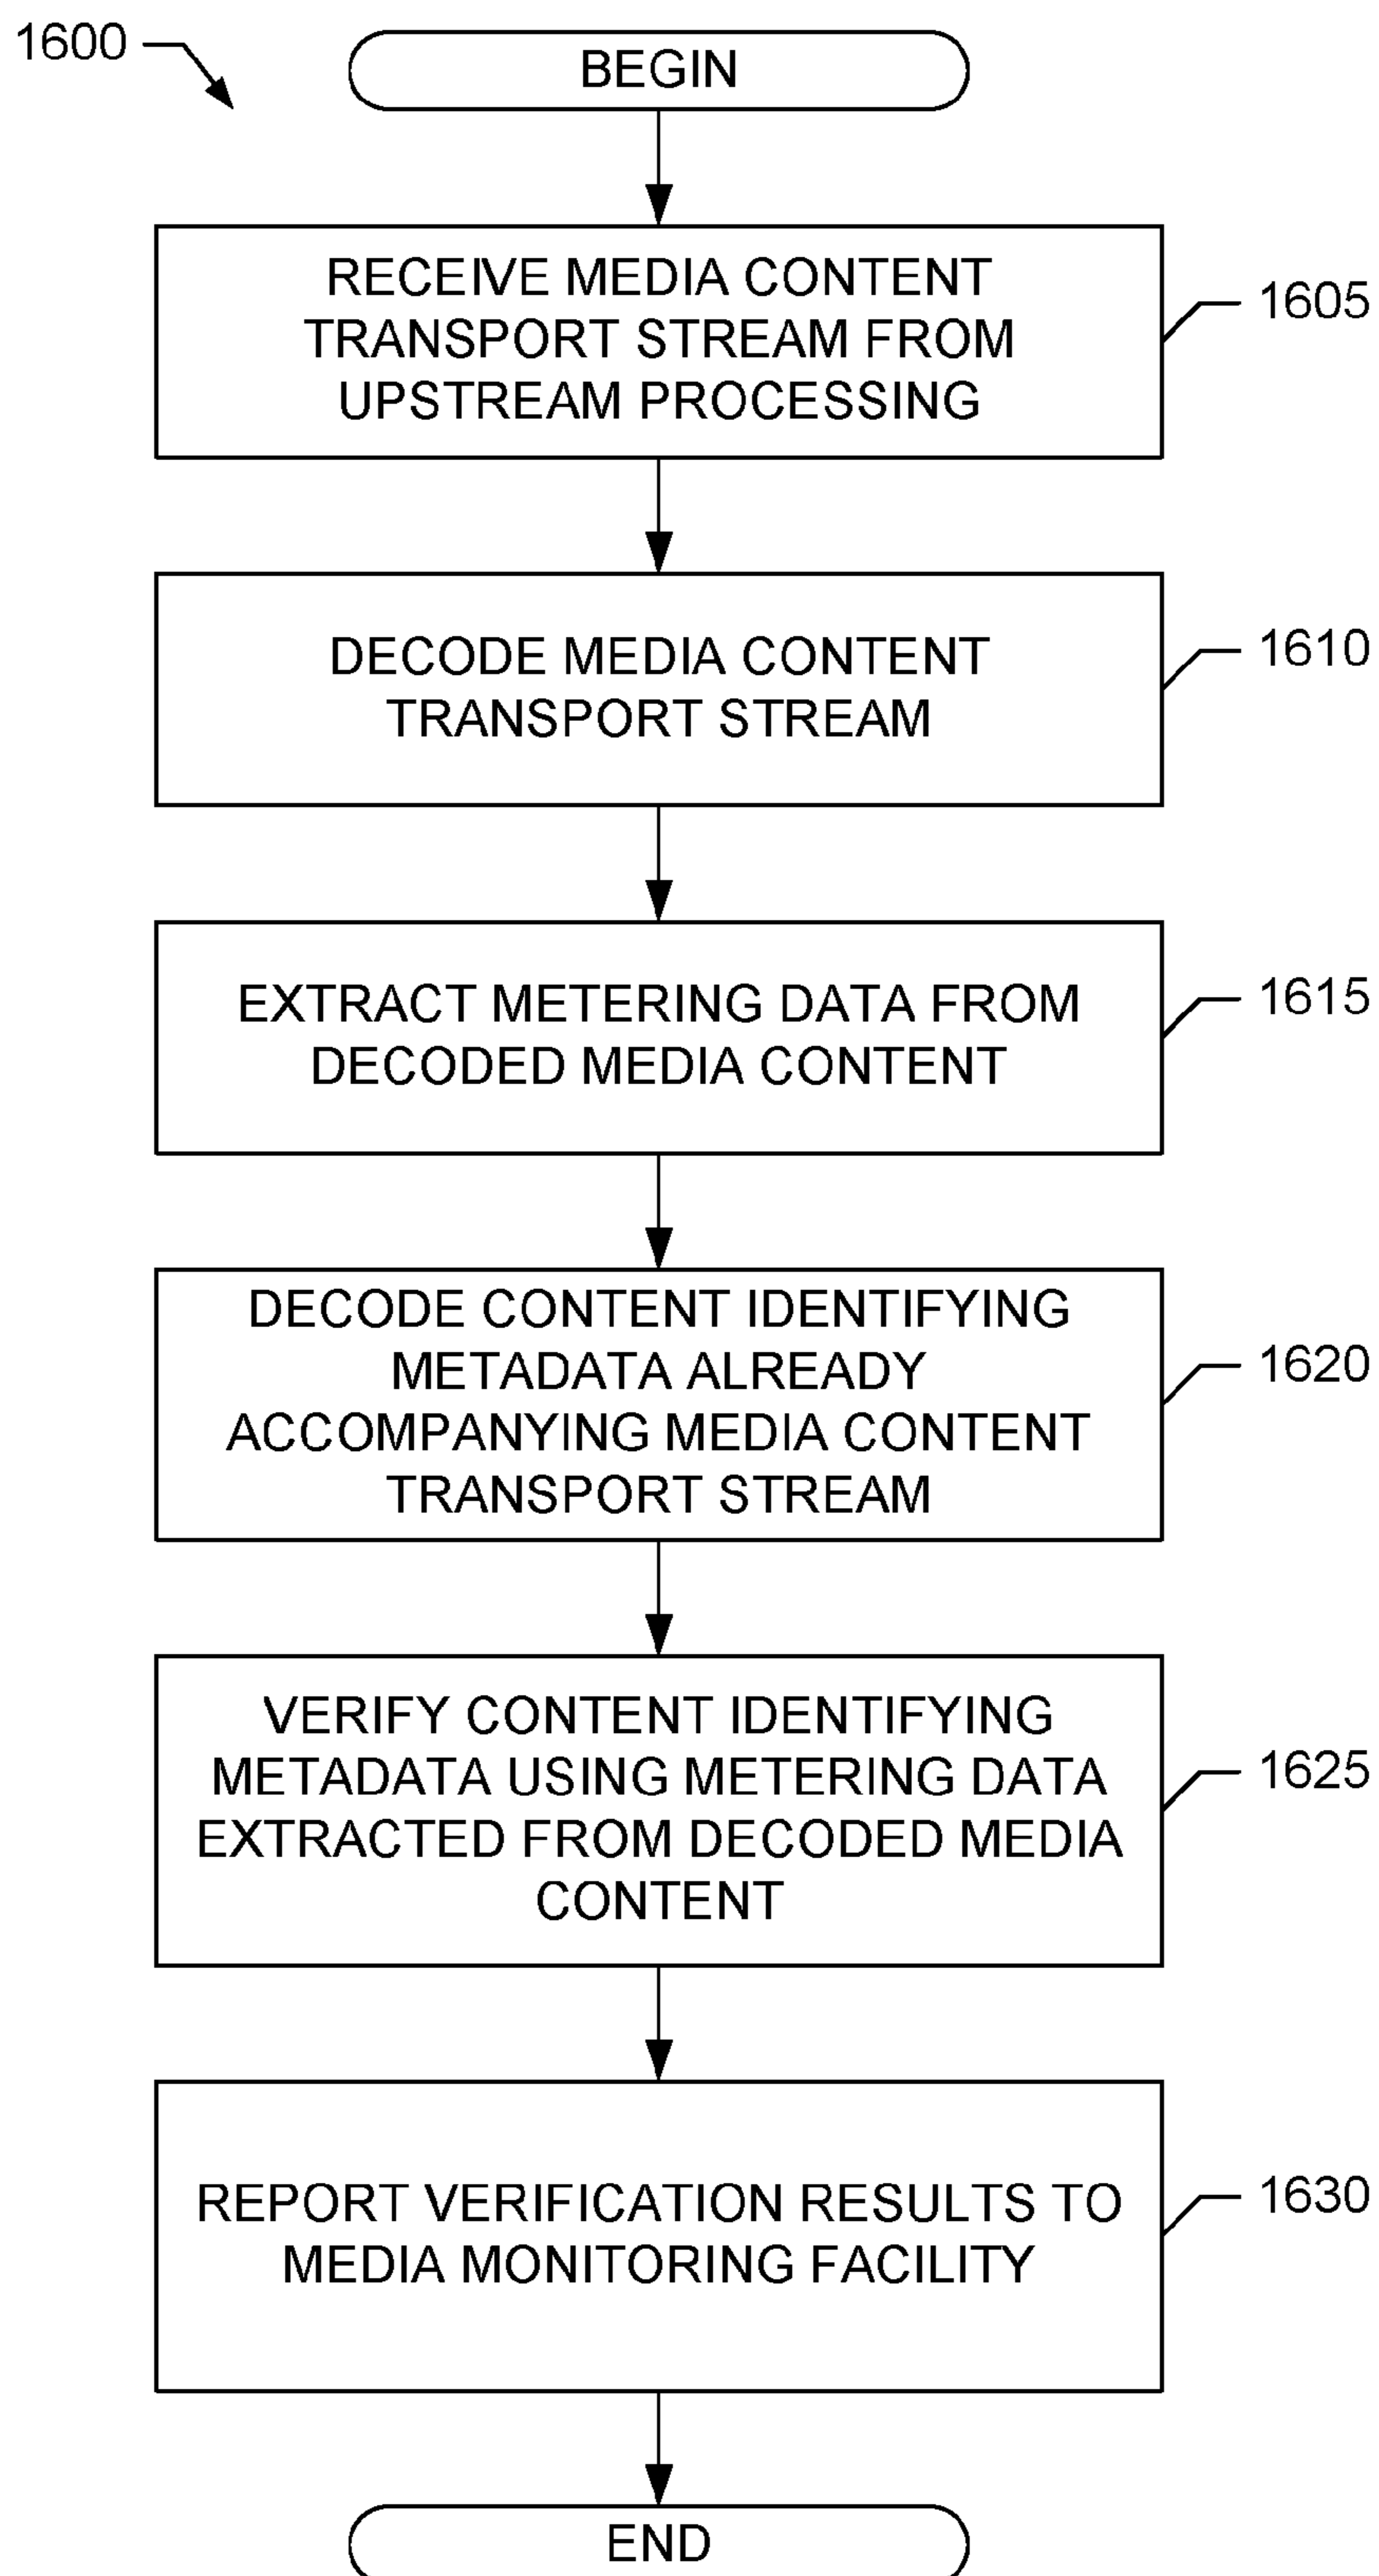 1600
BEGIN
RECEIVE MEDIA CONTENT
TRANSPORT STREAM FROM
UPSTREAM PROCESSING
1605
DECODE MEDIA CONTENT
TRANSPORT STREAM
1610
EXTRACT METERING DATA FROM
DECODED MEDIA CONTENT
1615
DECODE CONTENT IDENTIFYING
METADATA ALREADY
ACCOMPANYING MEDIA CONTENT
TRANSPORT STREAM
1620
VERIFY CONTENT IDENTIFYING
METADATA USING METERING DATA
EXTRACTED FROM DECODED MEDIA
CONTENT
1625
REPORT VERIFICATION RESULTS TO
MEDIA MONITORING FACILITY
1630
END